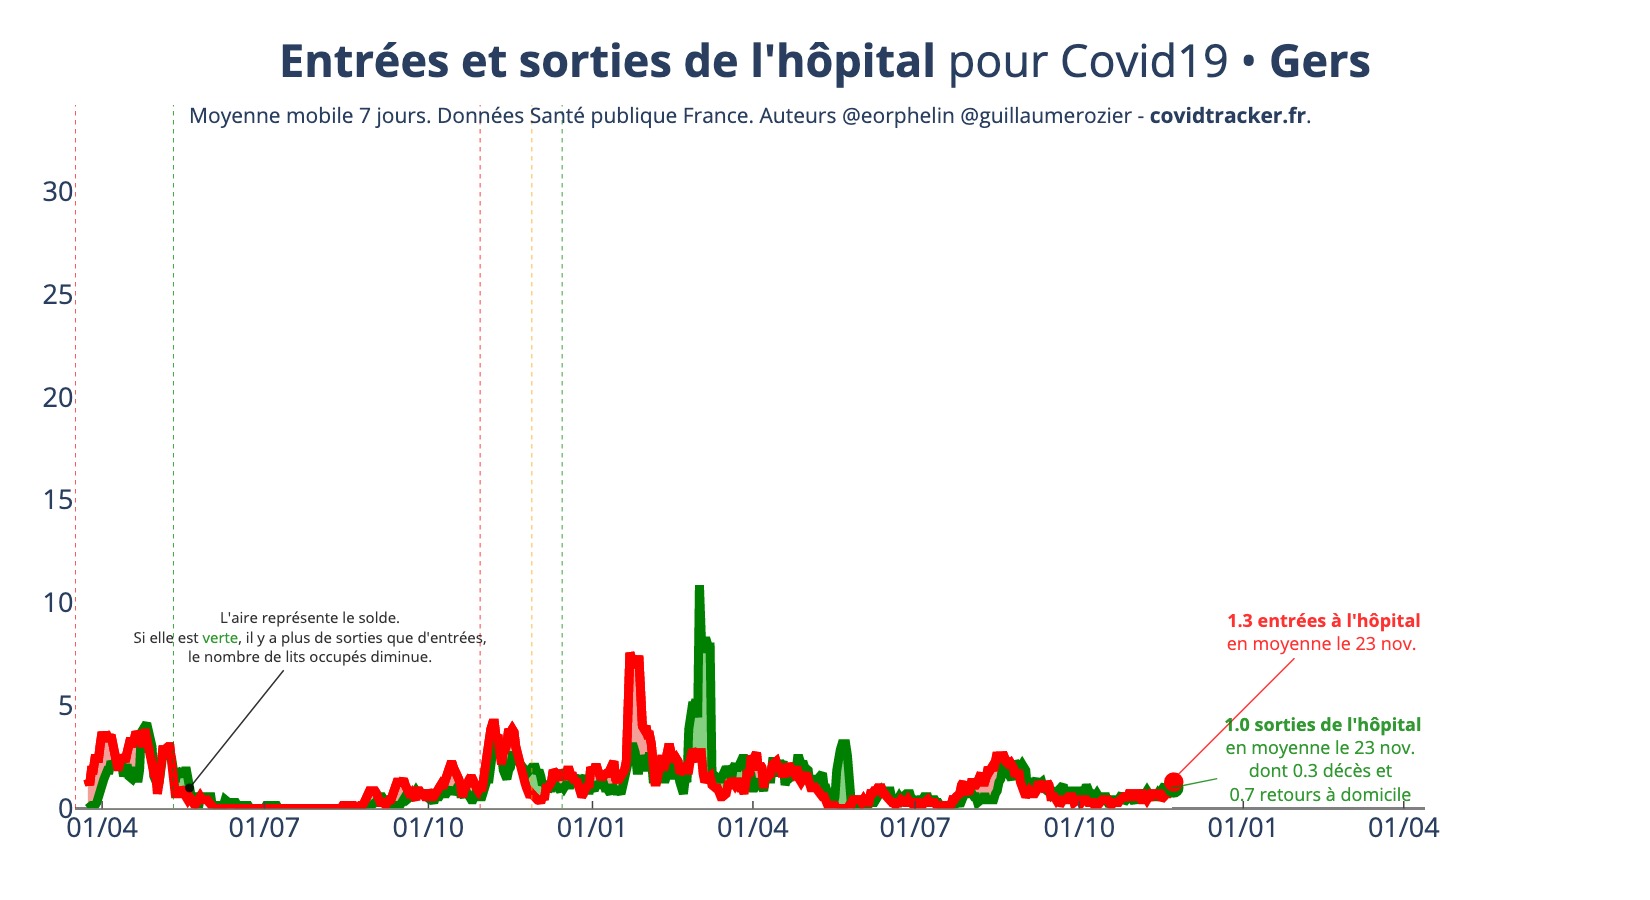 Entrées et sorties de l'hôpital pour Covid19 • Gers
Moyenne mobile 7 jours. Données Santé publique France. Auteurs @eorphelin @guillaumerozier - covidtracker.fr.
30
25
20
15
10
5
0
L'aire représente le solde.
Si elle est verte, il y a plus de sorties que d'entrées,
le nombre de lits occupés diminue.
1.3 entrées à l'hôpital
en moyenne le 23 nov.
1.0 sorties de l'hôpital
en moyenne le 23 nov.
dont 0.3 décès et
0.7 retours à domicile
01/04
01/07
01/10
01/01
01/04
01/07
01/10
01/01
01/04